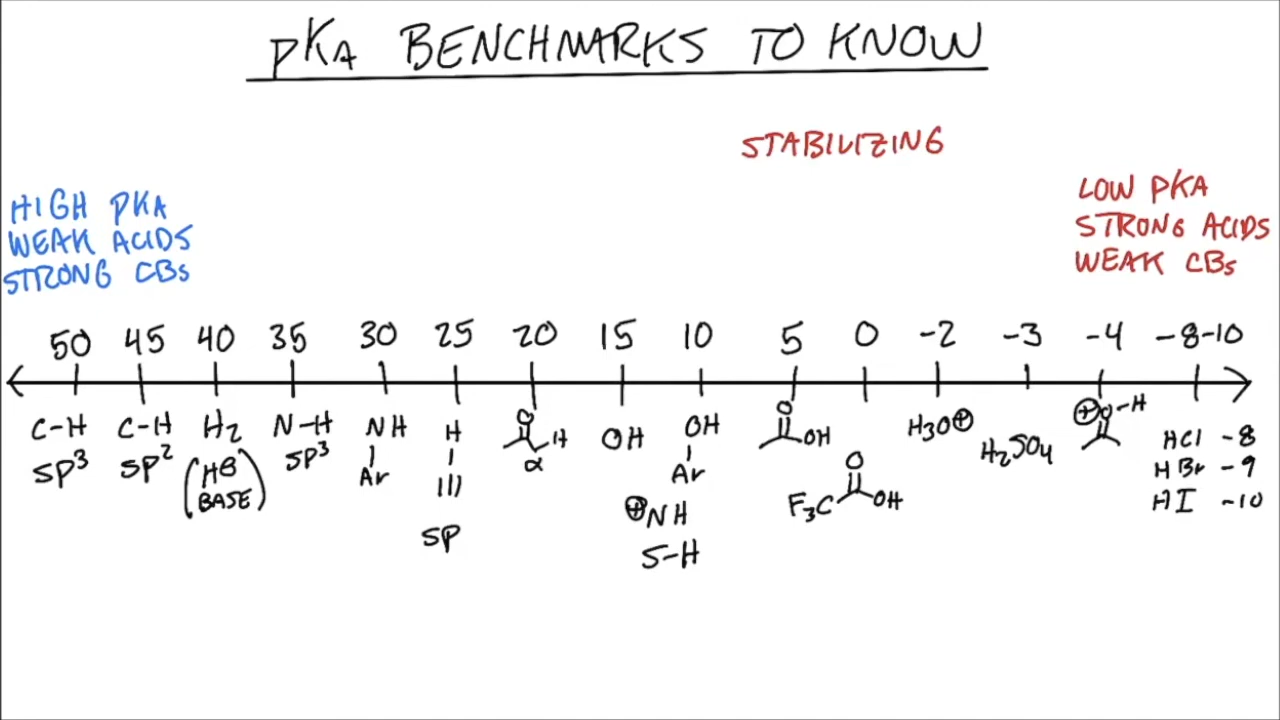 pKA BENCHMARKS TO KNOW
STABILIZING
HIGH PKA
WEAK ACIDS
STRONG CBs
LOW PKA
STRONG ACIDS
WEAK CBs
50 45 40 35 30 25 20 15 10 5 0 -2 -3 -4 -8-10
C-H C-H H₂ N-H NH H H OH OH OH H₃O⊕ H₂SO₄ ⊕O-H
SP³ SP² (HB BASE) SP³ Ar α Ar
SP
O
O
O
F₃C OH
⊕NH
S-H
HCl -8
HBr -9
HI -10